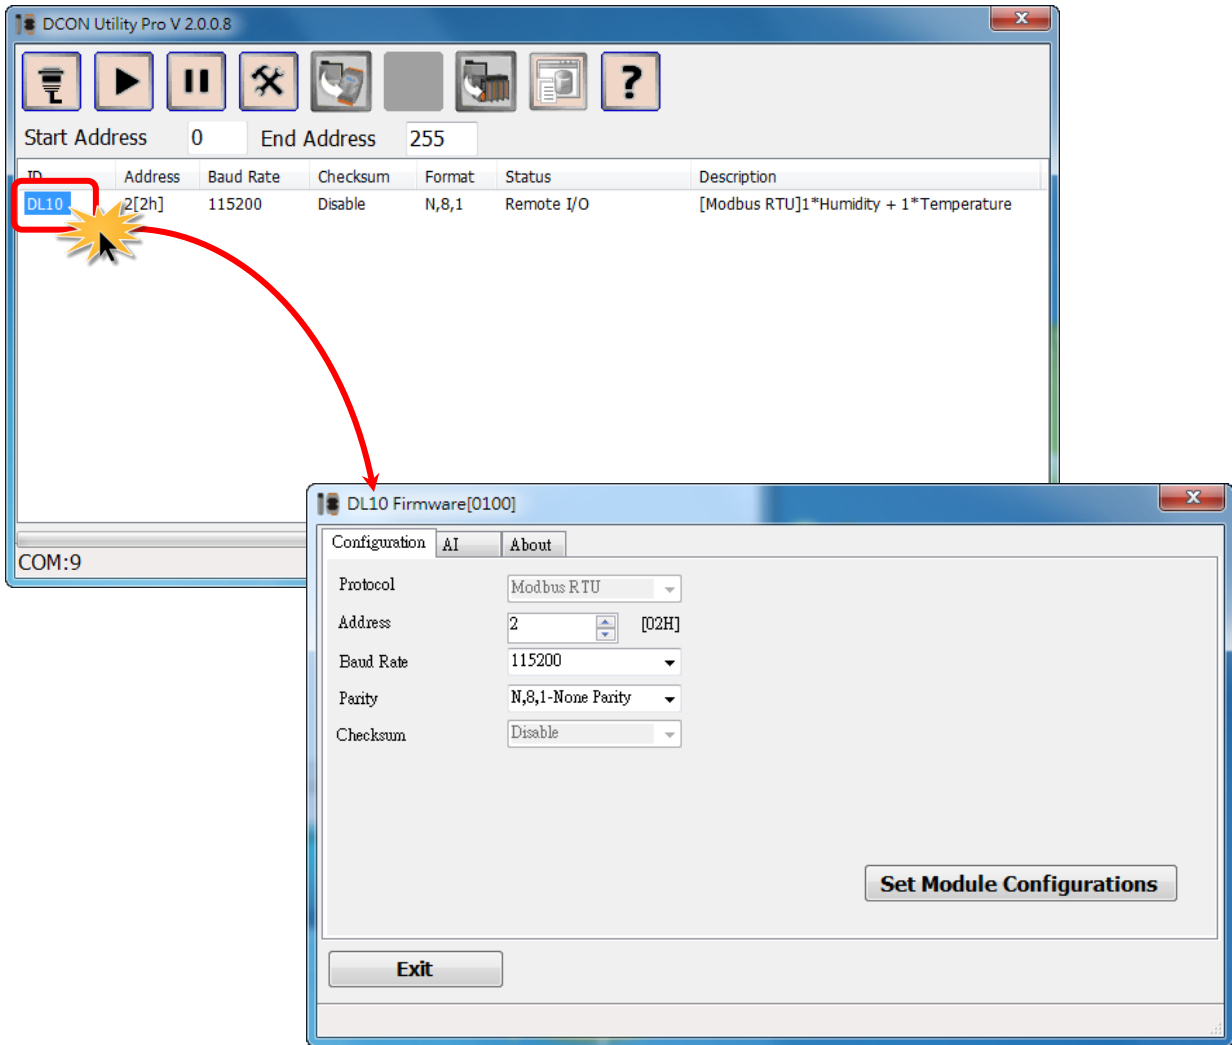 DCON Utility Pro V 2.0.0.8
Start Address 0 End Address 255
ID Address Baud Rate Checksum Format Status Description
DL10 2[2h] 115200 Disable N,8,1 Remote I/O [Modbus RTU]1*Humidity + 1*Temperature
COM:9
DL10 Firmware[0100]
Configuration AI About
Protocol Modbus RTU
Address 2 [02H]
Baud Rate 115200
Parity N,8,1-None Parity
Checksum Disable
Set Module Configurations
Exit